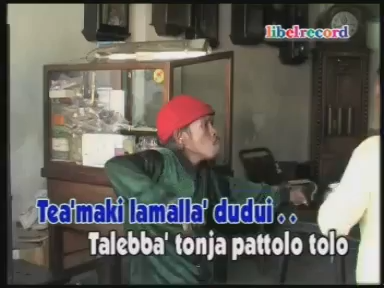 libelrecord
Tea'maki lamalla' dudui . .
Talebba' tonja pattolo tolo